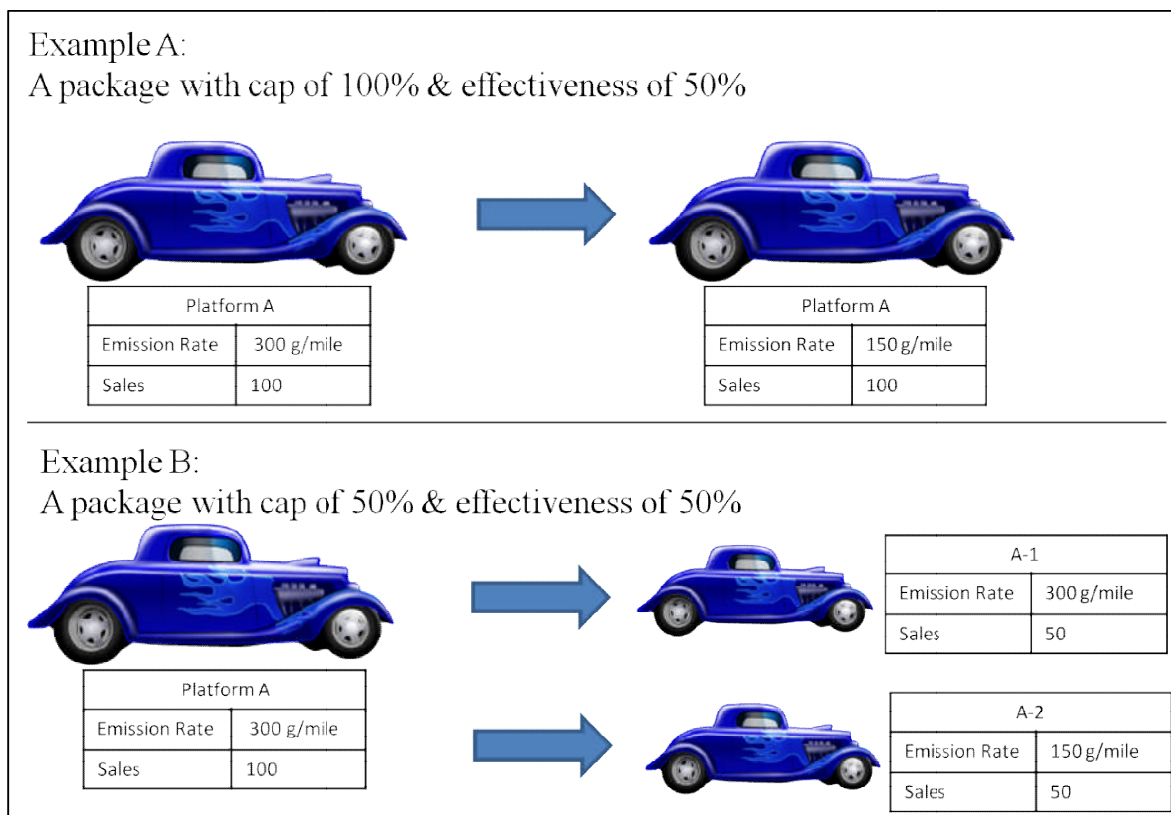 Example A:
A package with cap of 100% & effectiveness of 50%
Platform A
Emission Rate 300 g/mile
Sales 100
Platform A
Emission Rate 150 g/mile
Sales 100
Example B:
A package with cap of 50% & effectiveness of 50%
Platform A
Emission Rate 300 g/mile
Sales 100
A-1
Emission Rate 300 g/mile
Sales 50
A-2
Emission Rate 150 g/mile
Sales 50